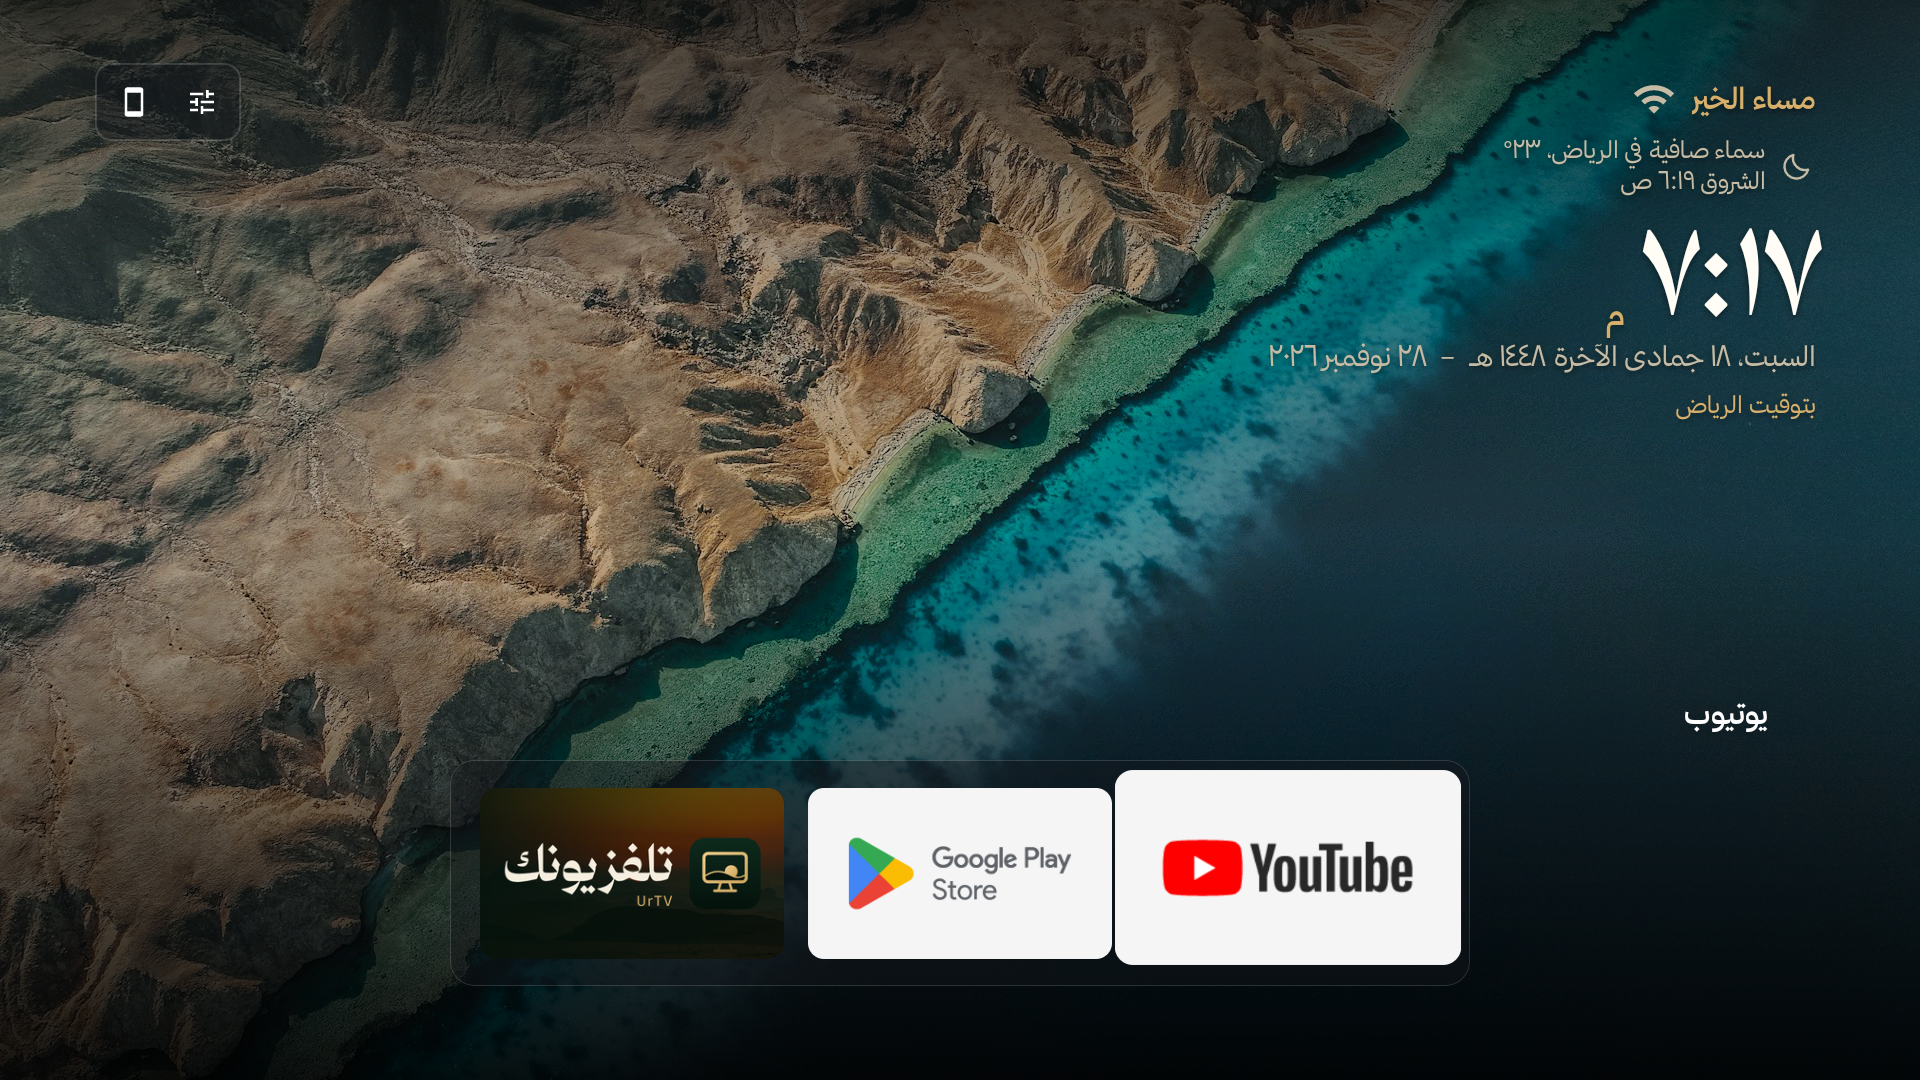 مساء الخير
سماء صافية في الرياض، ٢٣°
الشروق ٦:١٩ ص
٧:١٧ م
السبت، ١٨ جمادى الآخرة ١٤٤٨ هـ – ٢٨ نوفمبر ٢٠٢٦
بتوقيت الرياض
يوتيوب
YouTube
Google Play
Store
تلفزيونك
UrTV